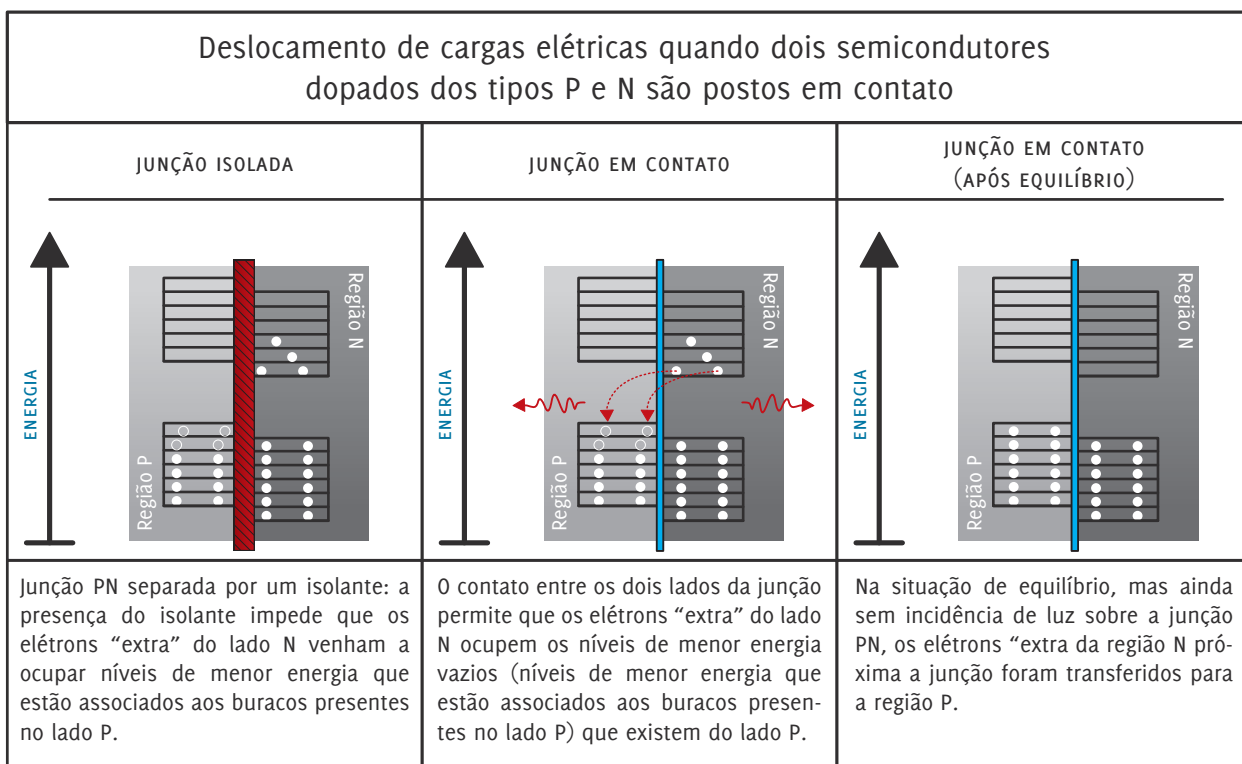 Deslocamento de cargas elétricas quando dois semicondutores
dopados dos tipos P e N são postos em contato
JUNÇÃO ISOLADA
JUNÇÃO EM CONTATO
JUNÇÃO EM CONTATO
(APÓS EQUILÍBRIO)
ENERGIA
Região P
Região N
ENERGIA
Região P
Região N
ENERGIA
Região P
Região N
Junção PN separada por um isolante: a
presença do isolante impede que os
elétrons “extra” do lado N venham a
ocupar níveis de menor energia que
estão associados aos buracos presentes
no lado P.
O contato entre os dois lados da junção
permite que os elétrons “extra” do lado
N ocupem os níveis de menor energia
vazios (níveis de menor energia que
estão associados aos buracos presen-
tes no lado P) que existem do lado P.
Na situação de equilíbrio, mas ainda
sem incidência de luz sobre a junção
PN, os elétrons “extra da região N pró-
xima a junção foram transferidos para
a região P.